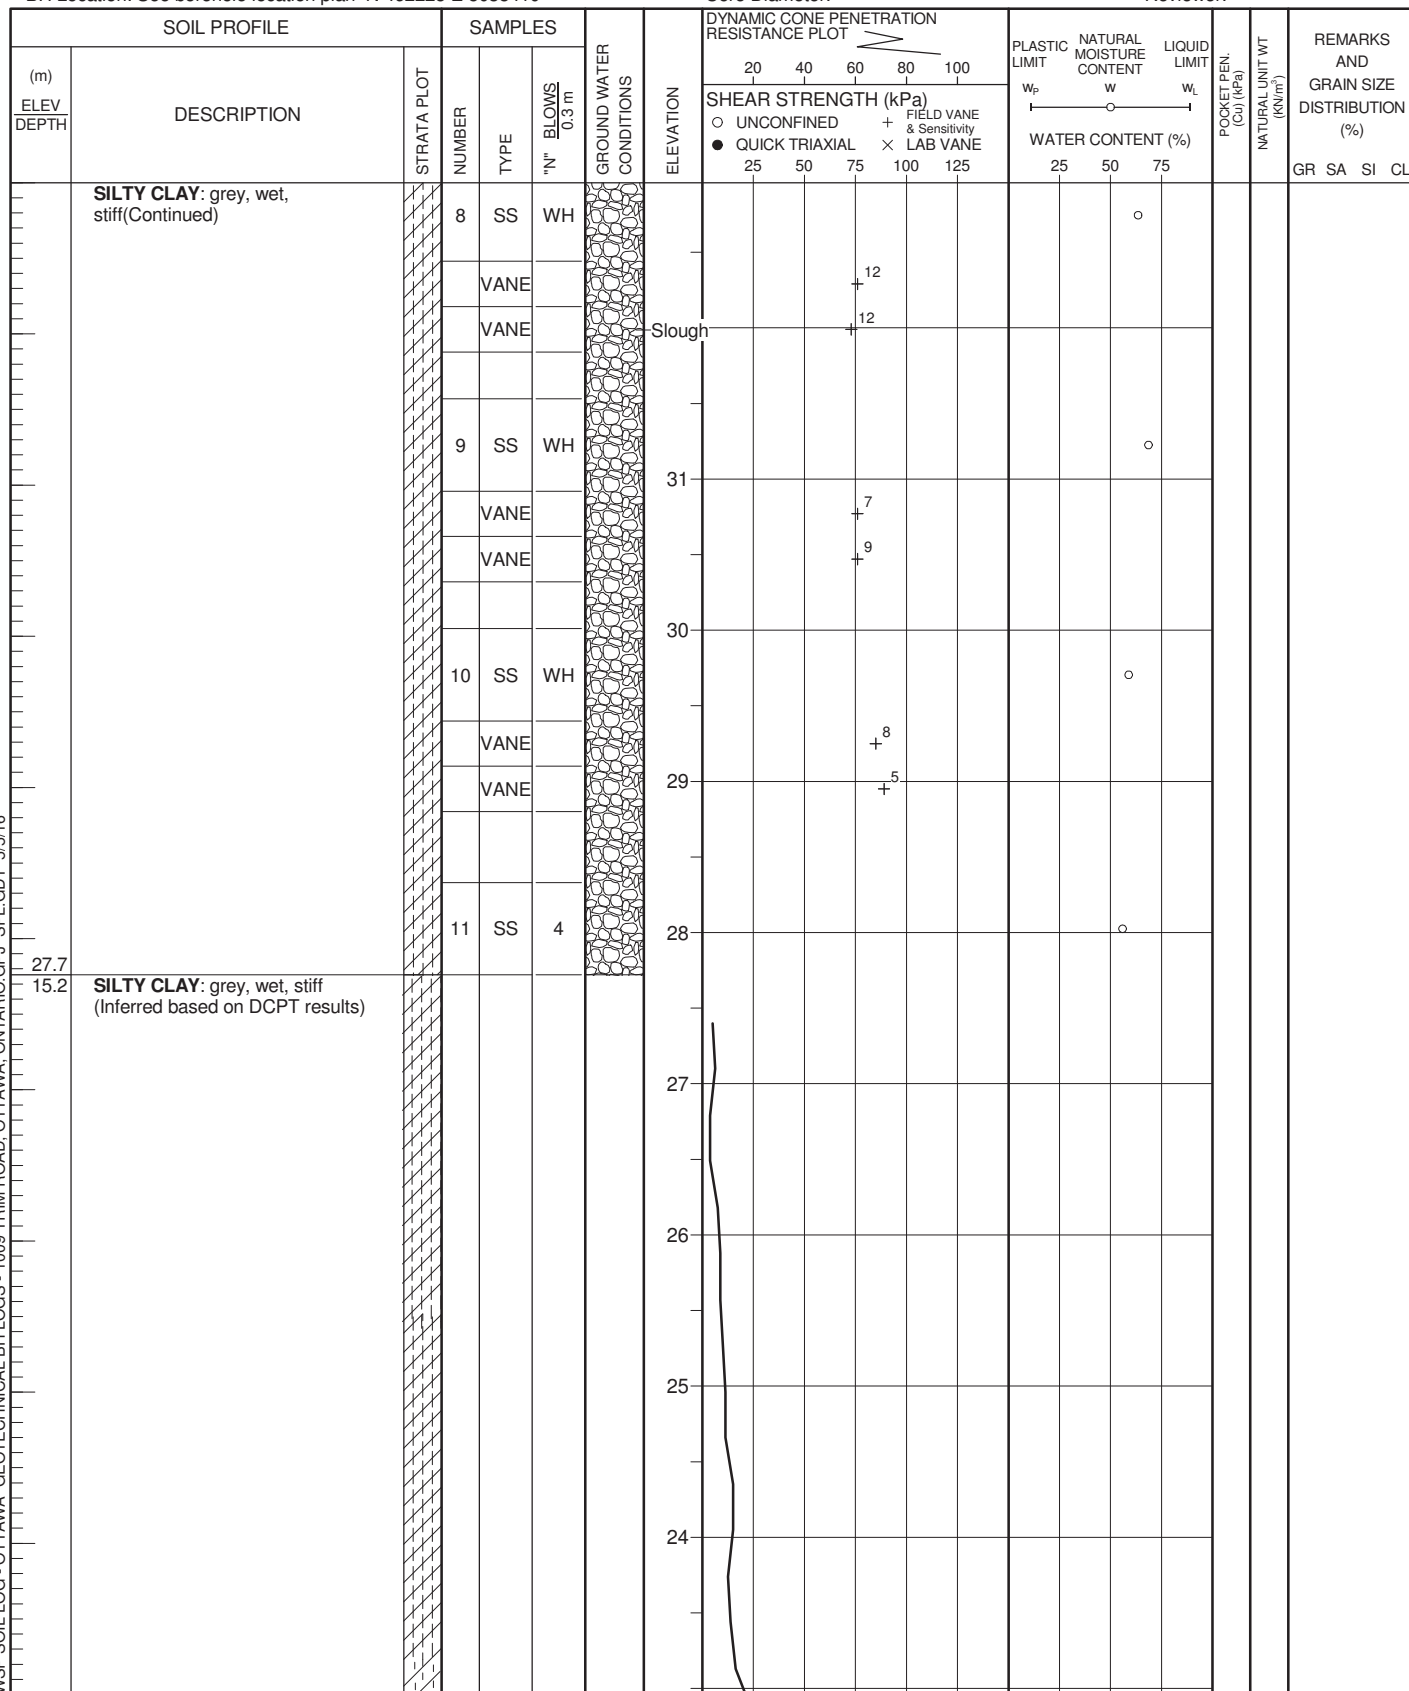 SOIL PROFILE
SAMPLES
(m)
ELEV
DEPTH
DESCRIPTION
STRATA PLOT
NUMBER
TYPE
"N" BLOWS
0.3 m
GROUND WATER
CONDITIONS
ELEVATION
DYNAMIC CONE PENETRATION
RESISTANCE PLOT
20 40 60 80 100
SHEAR STRENGTH (kPa)
UNCONFINED
FIELD VANE
& Sensitivity
QUICK TRIAXIAL
LAB VANE
25 50 75 100 125
PLASTIC
LIMIT
NATURAL
MOISTURE
CONTENT
LIQUID
LIMIT
WP W WL
WATER CONTENT (%)
25 50 75
POCKET PEN.
(Cu) (kPa)
NATURAL UNIT WT
(KN/m³)
REMARKS
AND
GRAIN SIZE
DISTRIBUTION
(%)
GR SA SI CL
SILTY CLAY: grey, wet,
stiff(Continued)
8 SS WH
VANE
12
VANE
12
Slough
9 SS WH
31
VANE
7
VANE
9
30
10 SS WH
VANE
8
VANE
5
29
11 SS 4
28
27.7
15.2
SILTY CLAY: grey, wet, stiff
(Inferred based on DCPT results)
27
26
25
24